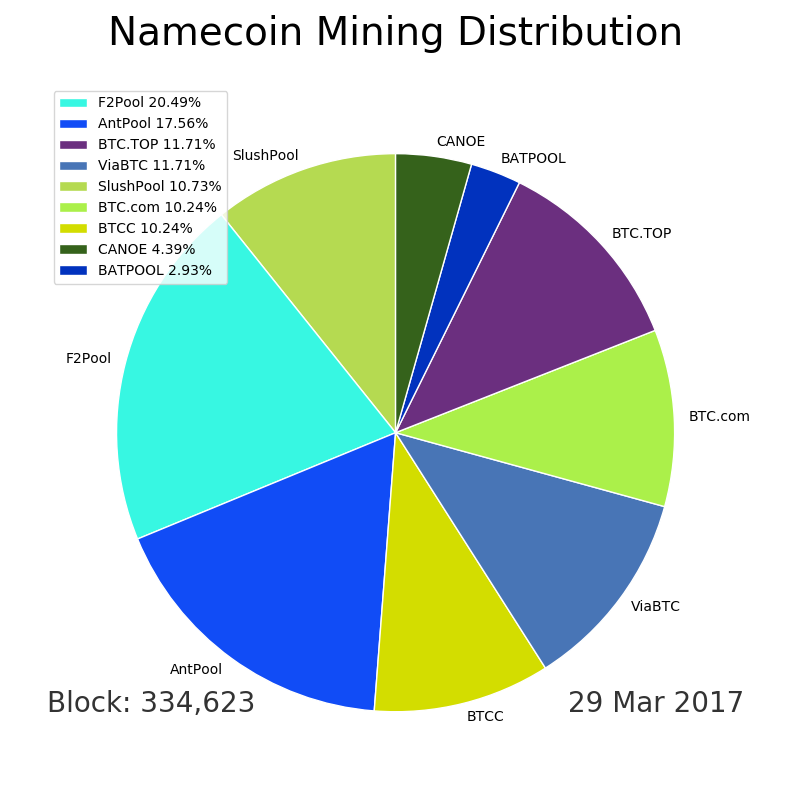 Namecoin Mining Distribution
F2Pool 20.49%
AntPool 17.56%
BTC.TOP 11.71%
ViaBTC 11.71%
SlushPool 10.73%
BTC.com 10.24%
BTCC 10.24%
CANOE 4.39%
BATPOOL 2.93%
CANOE
SlushPool
BATPOOL
BTC.TOP
F2Pool
BTC.com
ViaBTC
AntPool
BTCC
Block: 334,623
29 Mar 2017